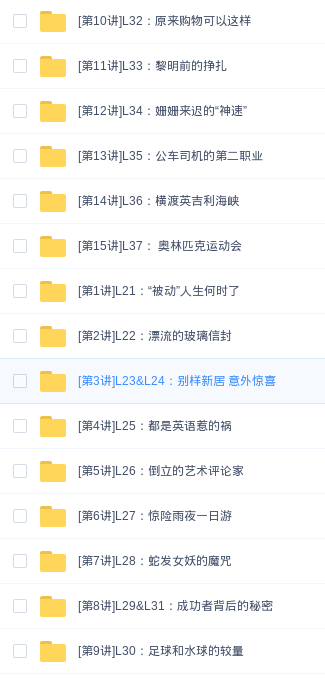 [第10讲]L32：原来购物可以这样
[第11讲]L33：黎明前的挣扎
[第12讲]L34：姗姗来迟的“神速”
[第13讲]L35：公车司机的第二职业
[第14讲]L36：横渡英吉利海峡
[第15讲]L37： 奥林匹克运动会
[第1讲]L21：“被动”人生何时了
[第2讲]L22：漂流的玻璃信封
[第3讲]L23&L24：别样新居 意外惊喜
[第4讲]L25：都是英语惹的祸
[第5讲]L26：倒立的艺术评论家
[第6讲]L27：惊险雨夜一日游
[第7讲]L28：蛇发女妖的魔咒
[第8讲]L29&L31：成功者背后的秘密
[第9讲]L30：足球和水球的较量